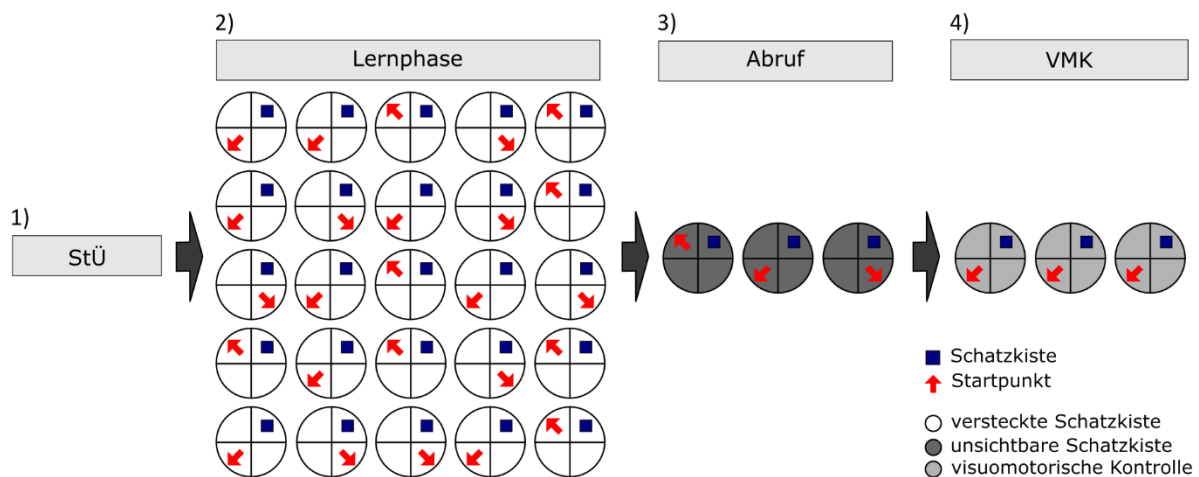 1)
StÜ
2)
Lernphase
3)
Abruf
4)
VMK
Schatzkiste
Startpunkt
versteckte Schatzkiste
unsichtbare Schatzkiste
visuomotorische Kontrolle